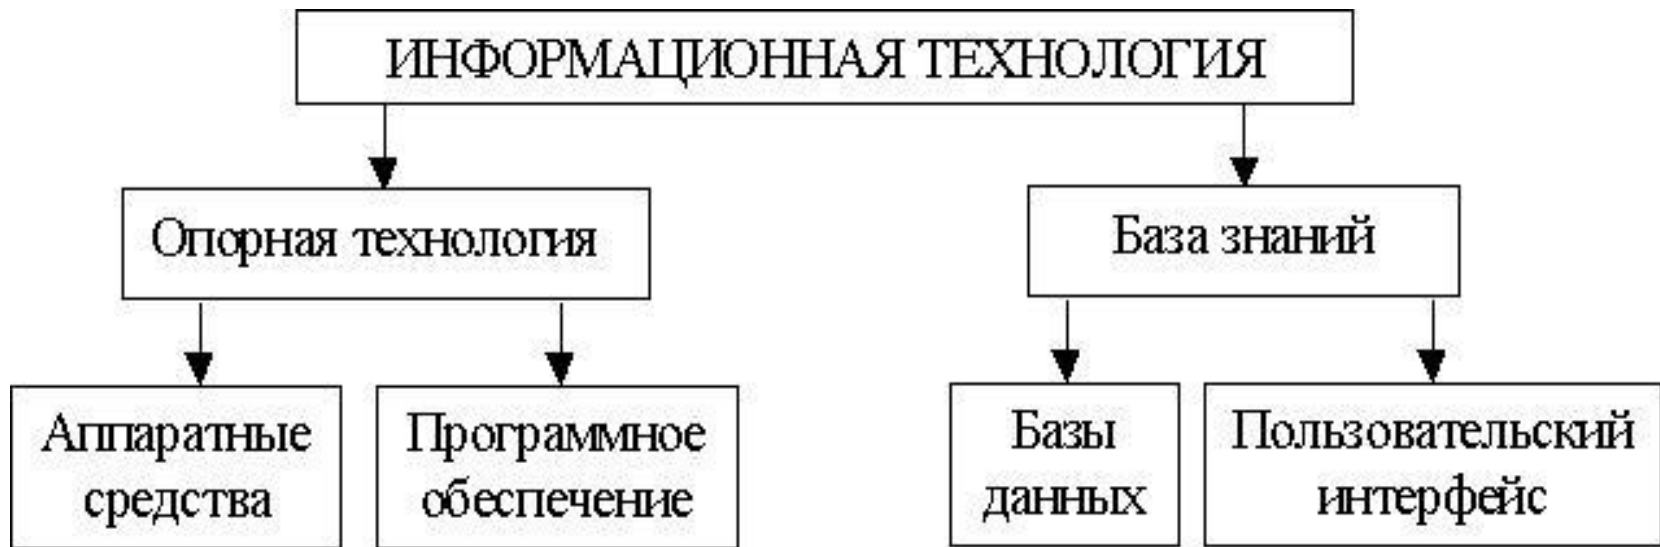 ИНФОРМАЦИОННАЯ ТЕХНОЛОГИЯ
Опорная технология
База знаний
Аппаратные
средства
Программное
обеспечение
Базы
данных
Пользовательский
интерфейс